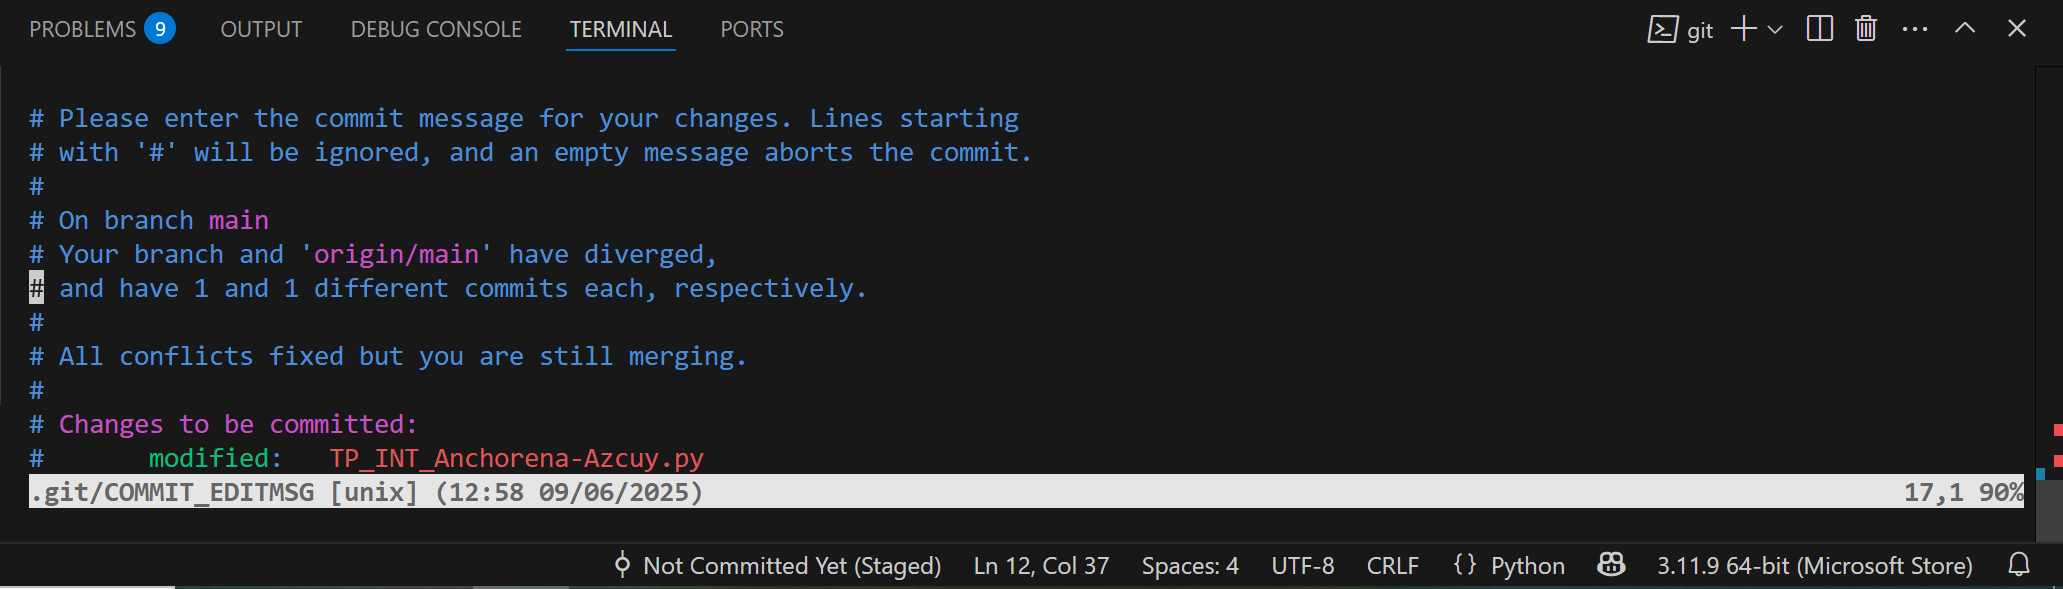 PROBLEMS 9 OUTPUT DEBUG CONSOLE TERMINAL PORTS git
# Please enter the commit message for your changes. Lines starting
# with '#' will be ignored, and an empty message aborts the commit.
#
# On branch main
# Your branch and 'origin/main' have diverged,
# and have 1 and 1 different commits each, respectively.
#
# All conflicts fixed but you are still merging.
#
# Changes to be committed:
#       modified:   TP_INT_Anchorena-Azcuy.py
.git/COMMIT_EDITMSG [unix] (12:58 09/06/2025) 17,1 90%
Not Committed Yet (Staged) Ln 12, Col 37 Spaces: 4 UTF-8 CRLF {} Python 3.11.9 64-bit (Microsoft Store)